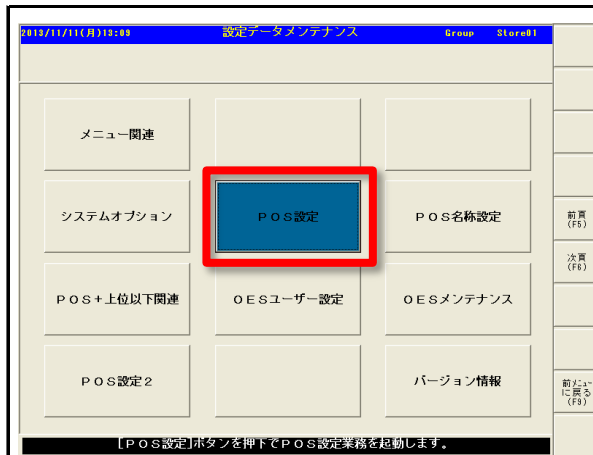 2013/11/11(月)13:09 設定データメンテナンス Group Store01
メニュー関連
システムオプション POS設定 POS名称設定
前頁
(F5)
次頁
(F6)
POS+上位以下関連 OESユーザー設定 OESメンテナンス
POS設定2 バージョン情報
前メニュー
に戻る
(F9)
[POS設定]ボタンを押下でPOS設定業務を起動します。